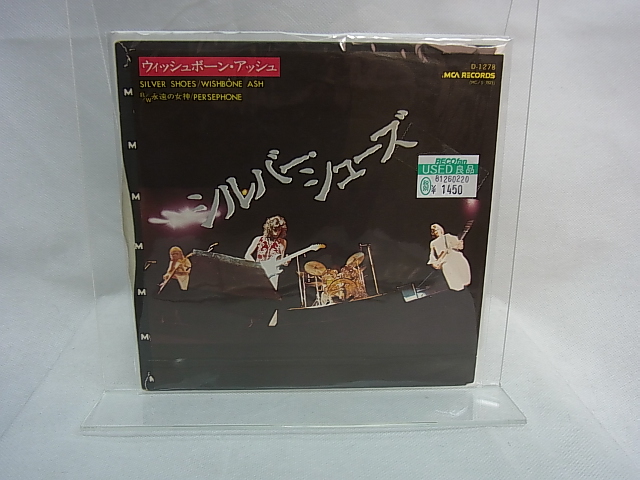 ウィッシュボーン・アッシュ
SILVER SHOES/WISHBONE ASH
B/W 永遠の女神/PERSEPHONE
D-1278
MCA RECORDS
シルバー・シューズ
RECOfan
USED 良品
81260220
¥ 1450
M
M
M
M
M
M